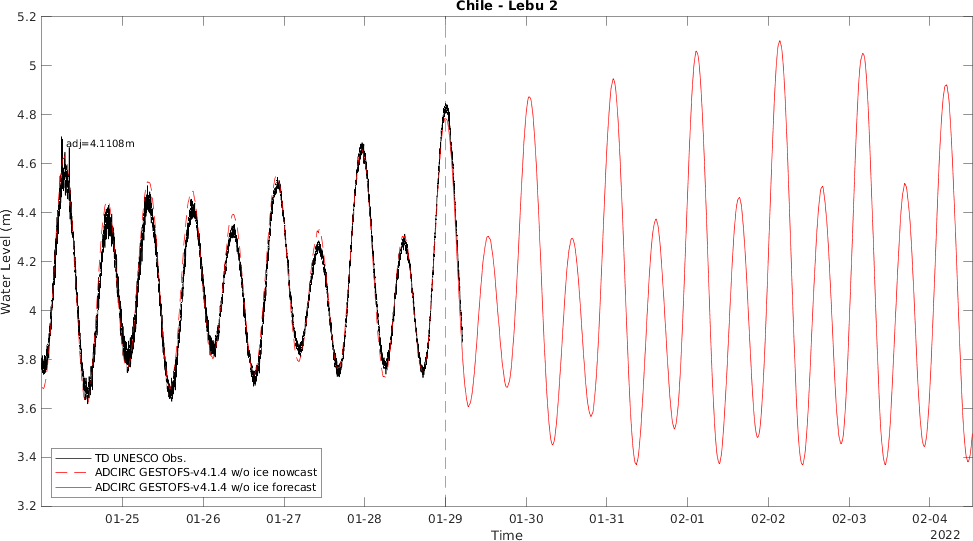 Chile - Lebu 2
5.2
5
4.8
4.6
4.4
4.2
4
3.8
3.6
3.4
3.2
Water Level (m)
adj=4.1108m
TD UNESCO Obs.
ADCIRC GESTOFS-v4.1.4 w/o ice nowcast
ADCIRC GESTOFS-v4.1.4 w/o ice forecast
01-25 01-26 01-27 01-28 01-29 01-30 01-31 02-01 02-02 02-03 02-04
Time
2022